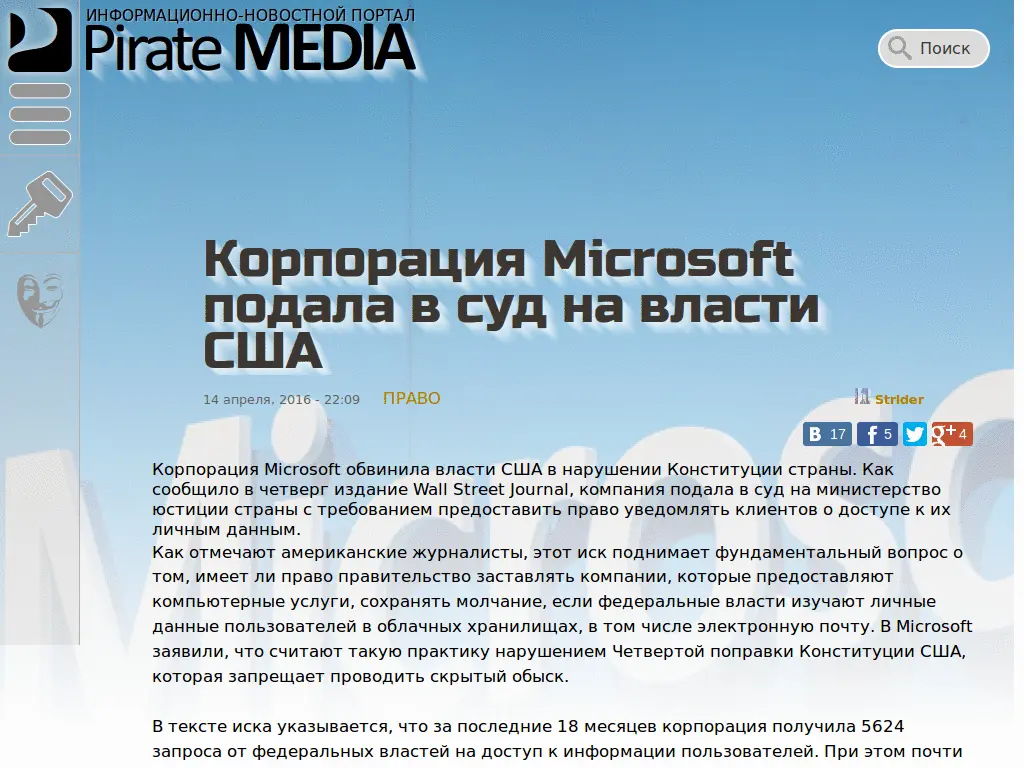 ИНФОРМАЦИОННО-НОВОСТНОЙ ПОРТАЛ
Pirate MEDIA
Поиск
Корпорация Microsoft
подала в суд на власти
США
14 апреля, 2016 - 22:09 ПРАВО Strider
17 5 4
Корпорация Microsoft обвинила власти США в нарушении Конституции страны. Как
сообщило в четверг издание Wall Street Journal, компания подала в суд на министерство
юстиции страны с требованием предоставить право уведомлять клиентов о доступе к их
личным данным.
Как отмечают американские журналисты, этот иск поднимает фундаментальный вопрос о
том, имеет ли право правительство заставлять компании, которые предоставляют
компьютерные услуги, сохранять молчание, если федеральные власти изучают личные
данные пользователей в облачных хранилищах, в том числе электронную почту. В Microsoft
заявили, что считают такую практику нарушением Четвертой поправки Конституции США,
которая запрещает проводить скрытый обыск.
В тексте иска указывается, что за последние 18 месяцев корпорация получила 5624
запроса от федеральных властей на доступ к информации пользователей. При этом почти
Microso